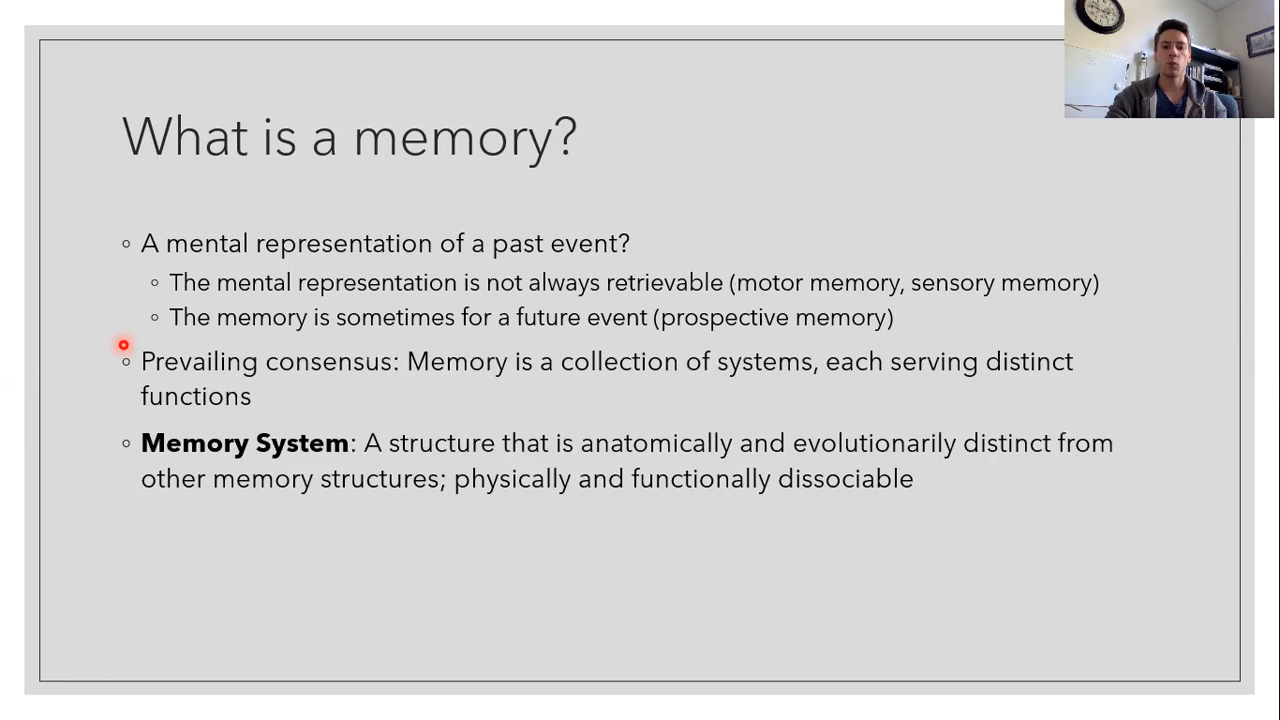 What is a memory?
◦ A mental representation of a past event?
◦ The mental representation is not always retrievable (motor memory, sensory memory)
◦ The memory is sometimes for a future event (prospective memory)
◦ Prevailing consensus: Memory is a collection of systems, each serving distinct
functions
◦ Memory System: A structure that is anatomically and evolutionarily distinct from
other memory structures; physically and functionally dissociable